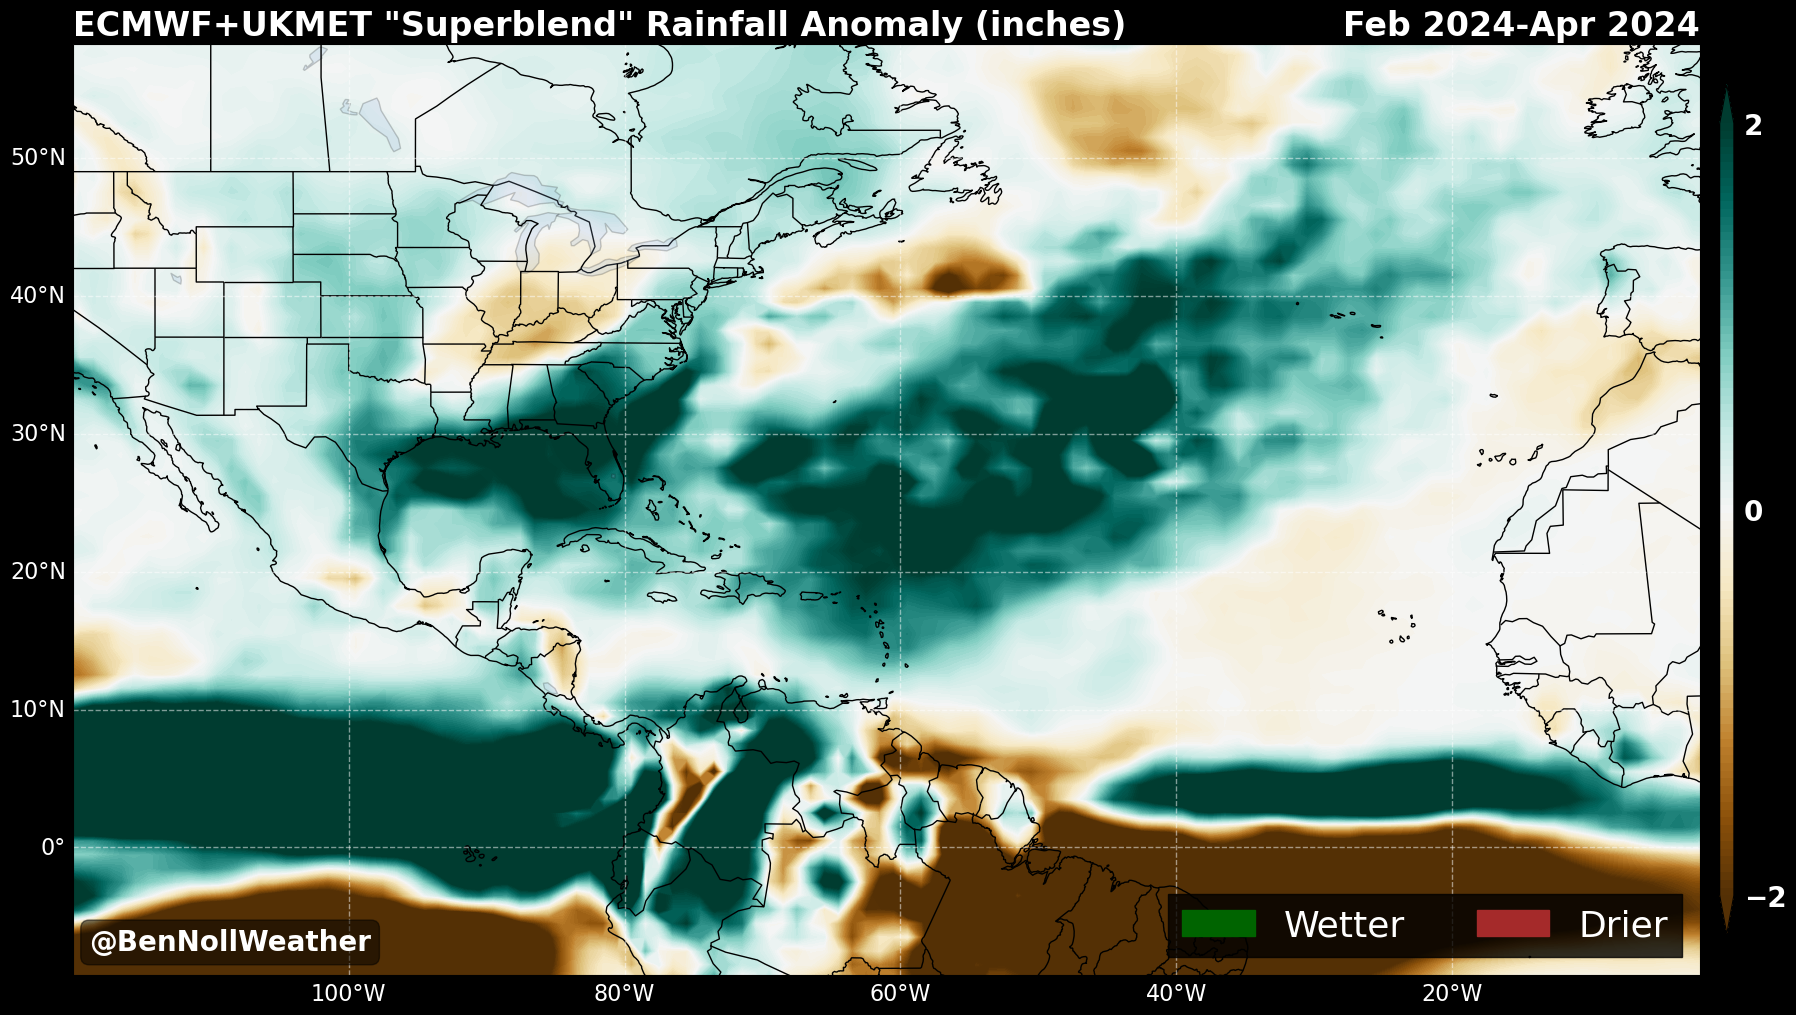 ECMWF+UKMET "Superblend" Rainfall Anomaly (inches) Feb 2024-Apr 2024
2
50°N
40°N
0
30°N
20°N
10°N
0°
-2
Wetter Drier
@BenNollWeather
100°W 80°W 60°W 40°W 20°W